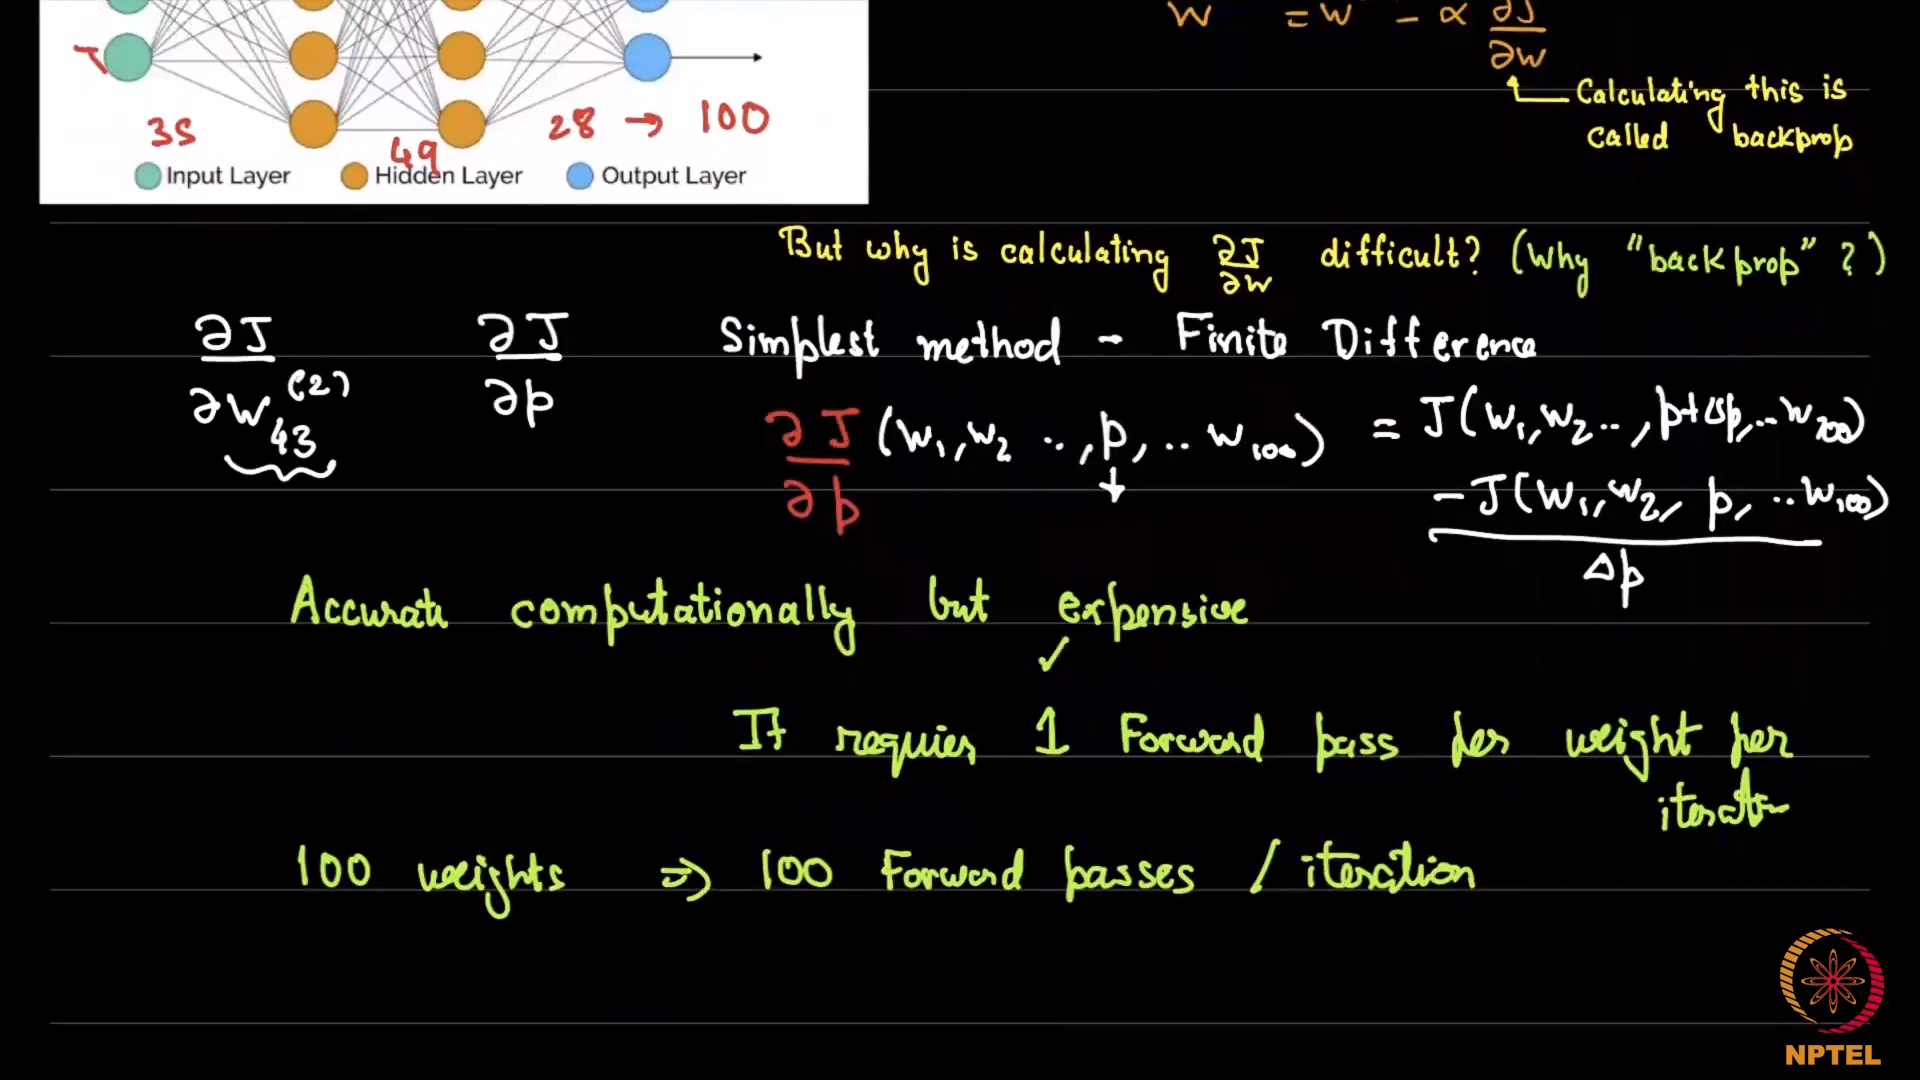 w = w - α ∂J/∂w
Calculating this is
called backprop
35 49 28 → 100
Input Layer Hidden Layer Output Layer
But why is calculating ∂J/∂w difficult? (Why "backprop"?)
∂J/∂w₄₃⁽²⁾ ∂J/∂p Simplest method - Finite Difference
∂J/∂p (w₁, w₂ .., p, .. w₁₀₀) = J(w₁, w₂ .., p+Δp, .. w₁₀₀)
- J(w₁, w₂, p, .. w₁₀₀)
Δp
Accurate computationally but expensive
It requires 1 Forward pass per weight per
iteration
100 weights ⇒ 100 Forward passes / iteration
NPTEL